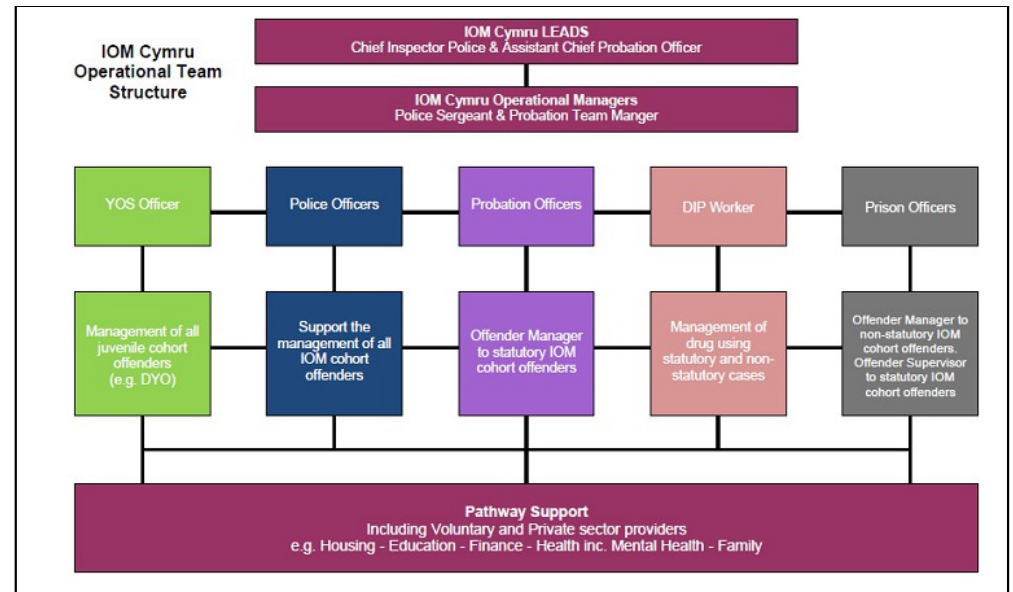 IOM Cymru
Operational Team
Structure
IOM Cymru LEADS
Chief Inspector Police & Assistant Chief Probation Officer
IOM Cymru Operational Managers
Police Sergeant & Probation Team Manger
YOS Officer
Police Officers
Probation Officers
DIP Worker
Prison Officers
Management of all
juvenile cohort
offenders
(e.g. DYO)
Support the
management of all
IOM cohort
offenders
Offender Manager
to statutory IOM
cohort offenders
Management of
drug using
statutory and non-
statutory cases
Offender Manager to
non-statutory IOM
cohort offenders.
Offender Supervisor
to statutory IOM
cohort offenders
Pathway Support
Including Voluntary and Private sector providers
e.g. Housing - Education - Finance - Health inc. Mental Health - Family